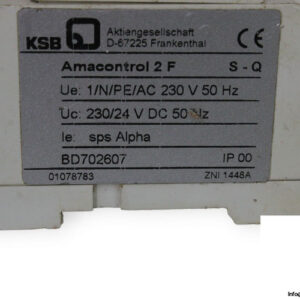 KSB Aktiengesellschaft
D-67225 Frankenthal CE
Amacontrol 2 F S - Q
Ue: 1/N/PE/AC 230 V 50 Hz
Uc: 230/24 V DC 50 Hz
Ie: sps Alpha
BD702607 IP 00
01078783 ZNI 1448A